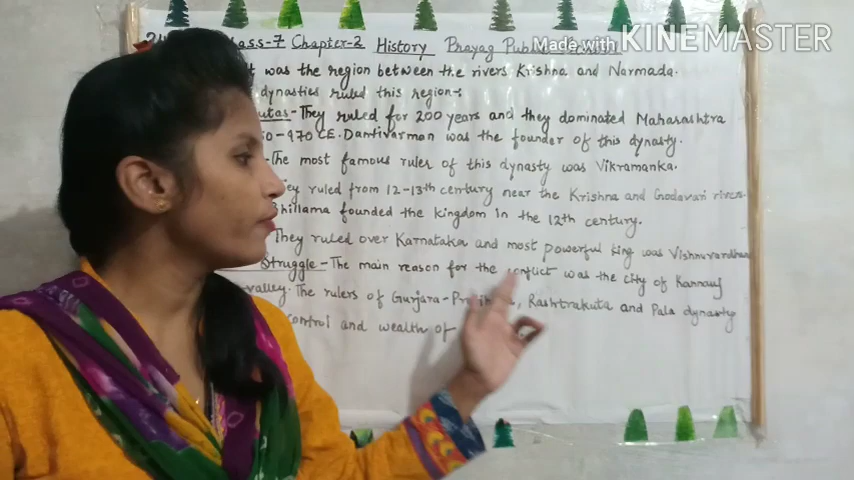 Class-7 Chapter-2 History Prayag Public
Made with KINEMASTER
was the region between the rivers Krishna and Narmada.
dynasties ruled this region:-
They ruled for 200 years and they dominated Maharashtra
970 CE. Dantivarman was the founder of this dynasty.
The most famous ruler of this dynasty was Vikramanka.
They ruled from 12-13th century near the Krishna and Godavari rivers.
Bhillama founded the kingdom in the 12th century.
They ruled over Karnataka and most powerful king was Vishnuvardhan
Struggle- The main reason for the conflict was the city of Kannauj
valley. The rulers of Gurjara- , Rashtrakuta and Pala dynasty
control and wealth of